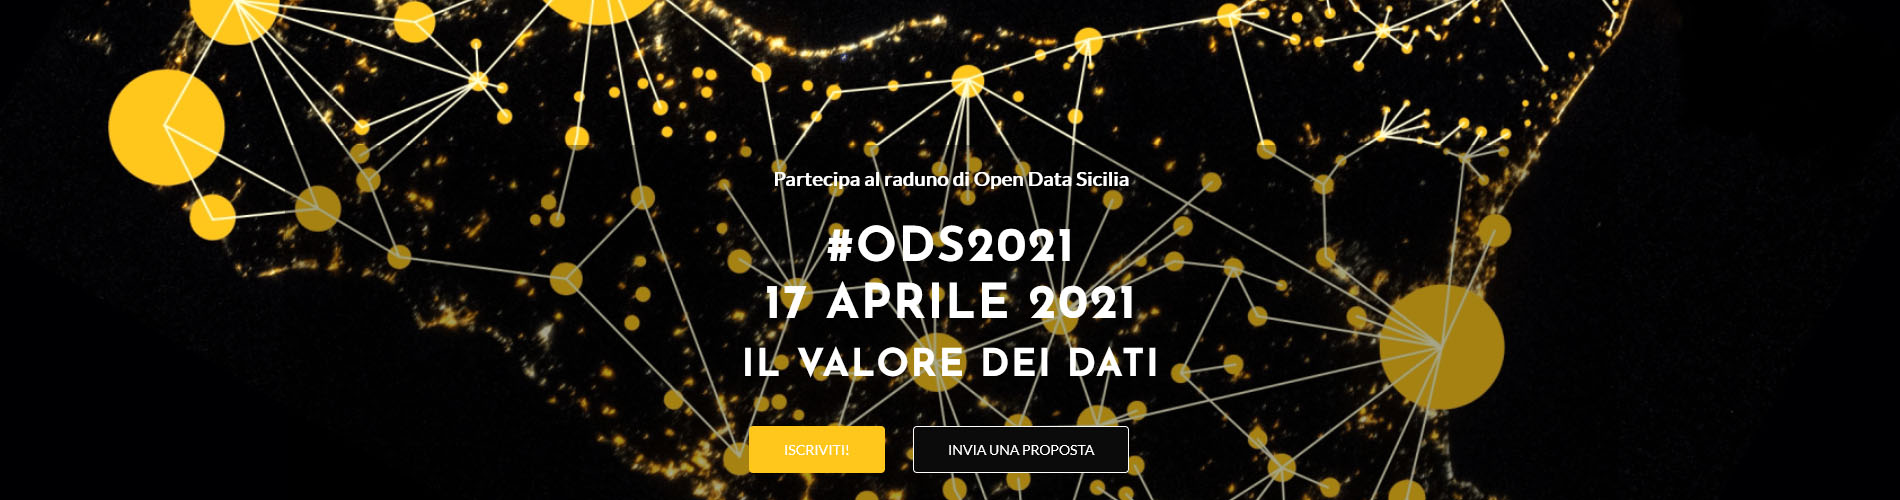 Partecipa al raduno di Open Data Sicilia
#ODS2021
17 APRILE 2021
IL VALORE DEI DATI
ISCRIVITI!
INVIA UNA PROPOSTA